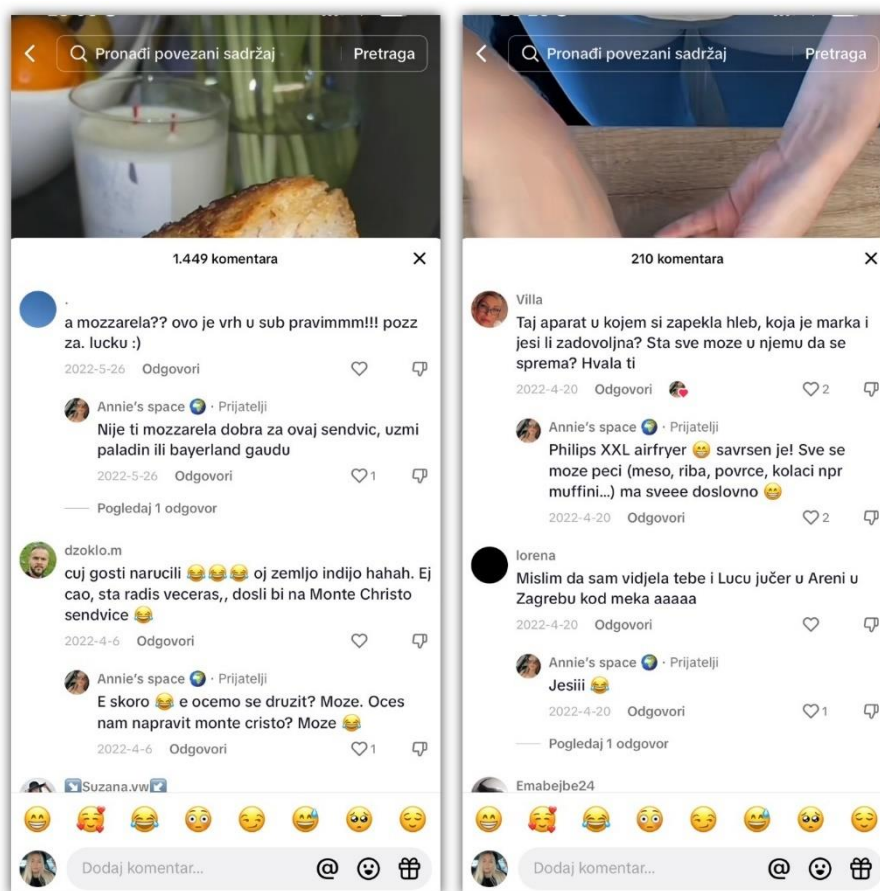 Pronađi povezani sadržaj
Pretraga
1.449 komentara
.
a mozzarela?? ovo je vrh u sub pravimmm!!! pozz
za. lucku :)
2022-5-26 Odgovori
Annie's space 🌍 · Prijatelji
Nije ti mozzarela dobra za ovaj sendvic, uzmi
paladin ili bayerland gaudu
2022-5-26 Odgovori 1
Pogledaj 1 odgovor
dzoklo.m
cuj gosti narucili 😂😂😂 oj zemljo indijo hahah. Ej
cao, sta radis veceras,, dosli bi na Monte Christo
sendvice 😂
2022-4-6 Odgovori
Annie's space 🌍 · Prijatelji
E skoro 😂 e ocemo se druzit? Moze. Oces
nam napravit monte cristo? Moze 😂
2022-4-6 Odgovori 1
↘️Suzana.vw↙️
Dodaj komentar...
Pronađi povezani sadržaj
Pretraga
210 komentara
Villa
Taj aparat u kojem si zapekla hleb, koja je marka i
jesi li zadovoljna? Sta sve moze u njemu da se
sprema? Hvala ti
2022-4-20 Odgovori 2
Annie's space 🌍 · Prijatelji
Philips XXL airfryer 😁 savrsen je! Sve se
moze peci (meso, riba, povrce, kolaci npr
muffini...) ma sveee doslovno 😁
2022-4-20 Odgovori 2
lorena
Mislim da sam vidjela tebe i Lucu jučer u Areni u
Zagrebu kod meka aaaaa
2022-4-20 Odgovori
Annie's space 🌍 · Prijatelji
Jesiii 😂
2022-4-20 Odgovori 1
Pogledaj 1 odgovor
Emabejbe24
Dodaj komentar...